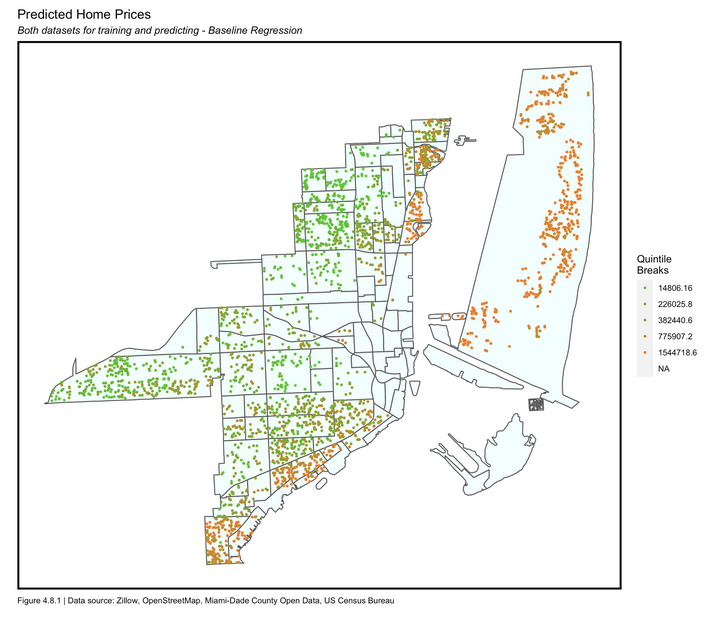 Predicted Home Prices
Both datasets for training and predicting - Baseline Regression
Quintile
Breaks
14806.16
226025.8
382440.6
775907.2
1544718.6
NA
Figure 4.8.1 | Data source: Zillow, OpenStreetMap, Miami-Dade County Open Data, US Census Bureau